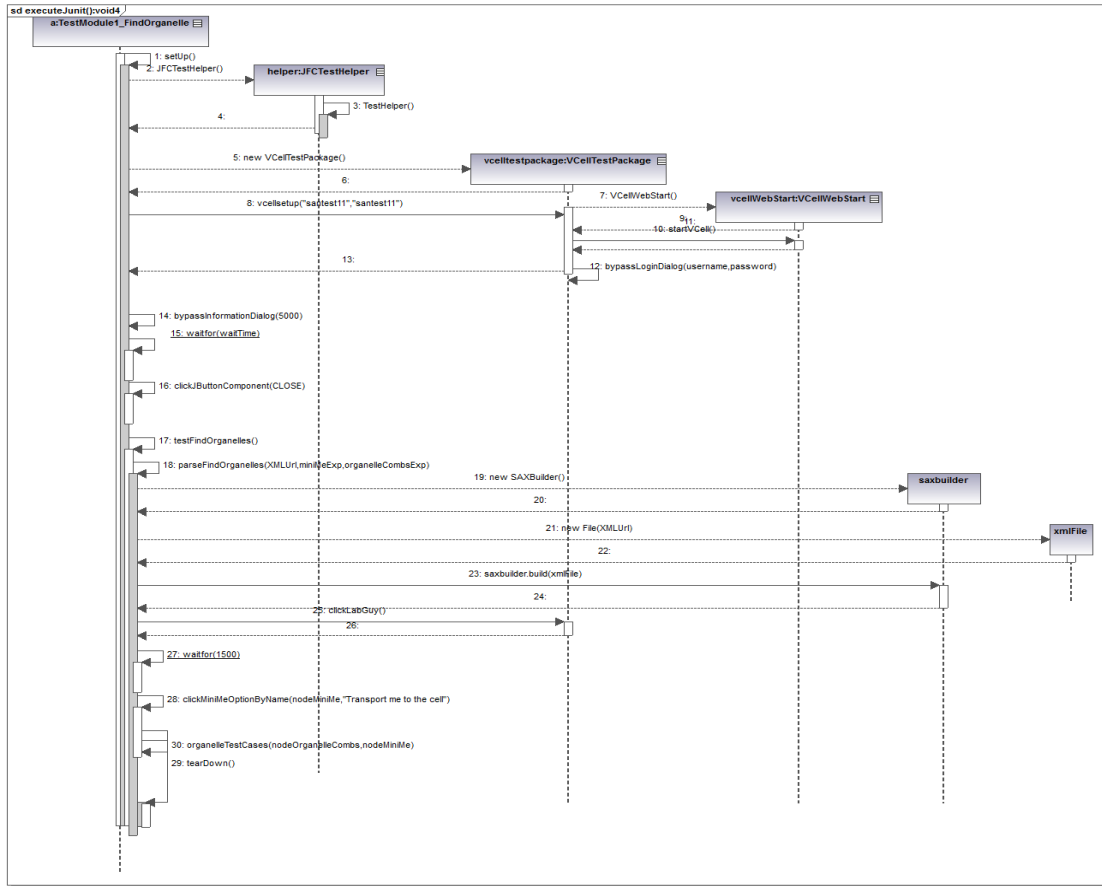 sd executeJunit():void4
a:TestModule1_FindOrganelle
1: setUp()
2: JFCTestHelper()
helper:JFCTestHelper
3: TestHelper()
4:
5: new VCellTestPackage()
vcelltestpackage:VCellTestPackage
6:
7: VCellWebStart()
vcellWebStart:VCellWebStart
8: vcellsetup("santest11","santest11")
9:
11:
10: startVCell()
13:
12: bypassLoginDialog(username,password)
14: bypassInformationDialog(5000)
15: waitfor(waitTime)
16: clickJButtonComponent(CLOSE)
17: testFindOrganelles()
18: parseFindOrganelles(XMLUrl,miniMeExp,organelleCombsExp)
19: new SAXBuilder()
saxbuilder
20:
21: new File(XMLUrl)
xmlFile
22:
23: saxbuilder.build(xmlFile)
24:
25: clickLabGuy()
26:
27: waitfor(1500)
28: clickMiniMeOptionByName(nodeMiniMe,"Transport me to the cell")
30: organelleTestCases(nodeOrganelleCombs,nodeMiniMe)
29: tearDown()